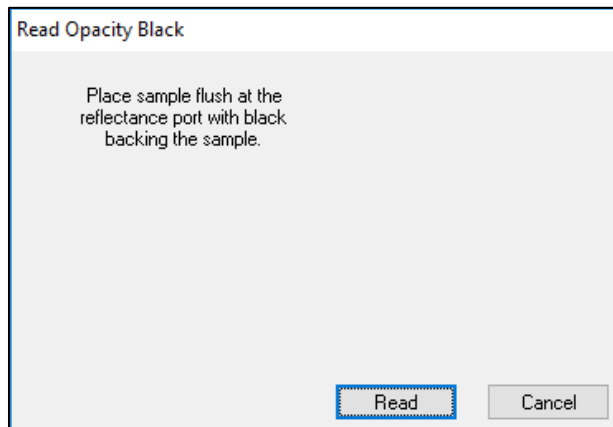 Read Opacity Black
Place sample flush at the
reflectance port with black
backing the sample.
Read
Cancel